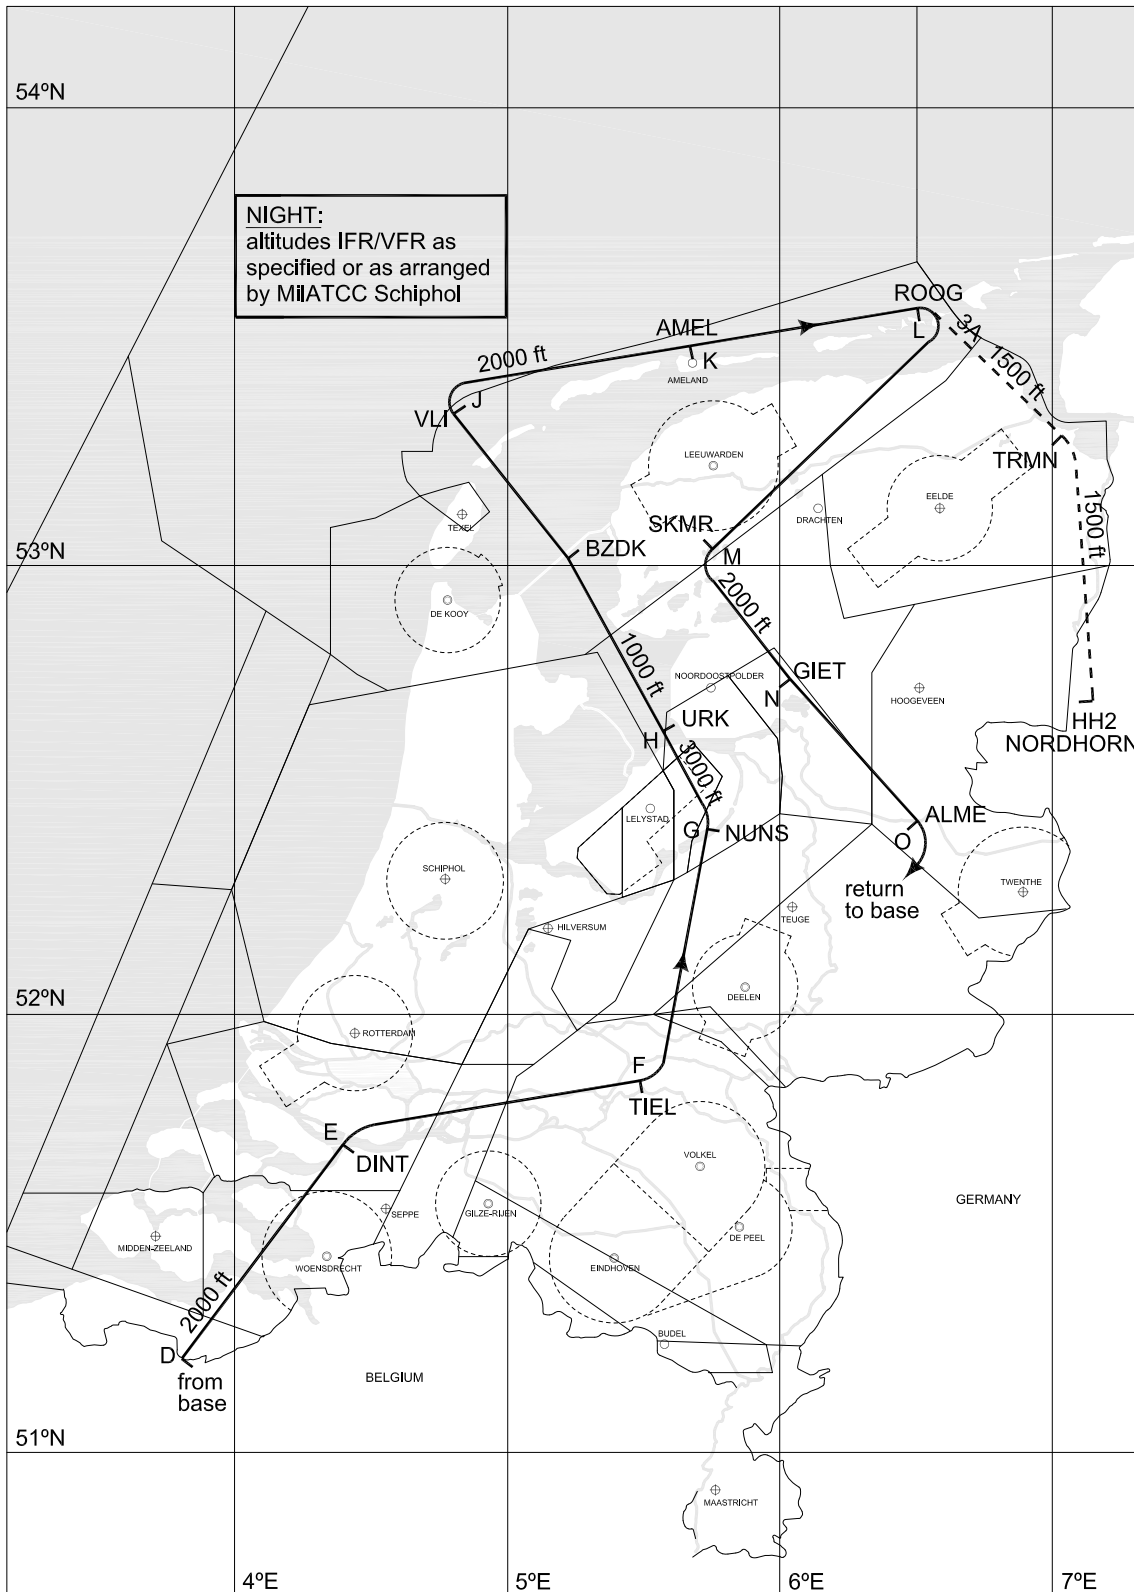 54ºN
NIGHT:
altitudes IFR/VFR as
specified or as arranged
by MilATCC Schiphol
ROOG
L
3A
AMEL
K
2000 ft
1500 ft
AMELAND
J
VLI
LEEUWARDEN
TRMN
EELDE
1500 ft
TEXEL
DRACHTEN
SKMR
BZDK
M
53ºN
2000 ft
DE KOOY
1000 ft
GIET
NOORDOOSTPOLDER
N
HOOGEVEEN
URK
H
HH2
NORDHORN
3000 ft
LELYSTAD
G
NUNS
ALME
O
SCHIPHOL
return
to base
TWENTHE
TEUGE
HILVERSUM
DEELEN
52ºN
ROTTERDAM
F
TIEL
E
DINT
VOLKEL
GERMANY
SEPPE
GILZE-RIJEN
DE PEEL
MIDDEN-ZEELAND
WOENSDRECHT
EINDHOVEN
2000 ft
BUDEL
D
from
base
BELGIUM
51ºN
MAASTRICHT
4ºE
5ºE
6ºE
7ºE